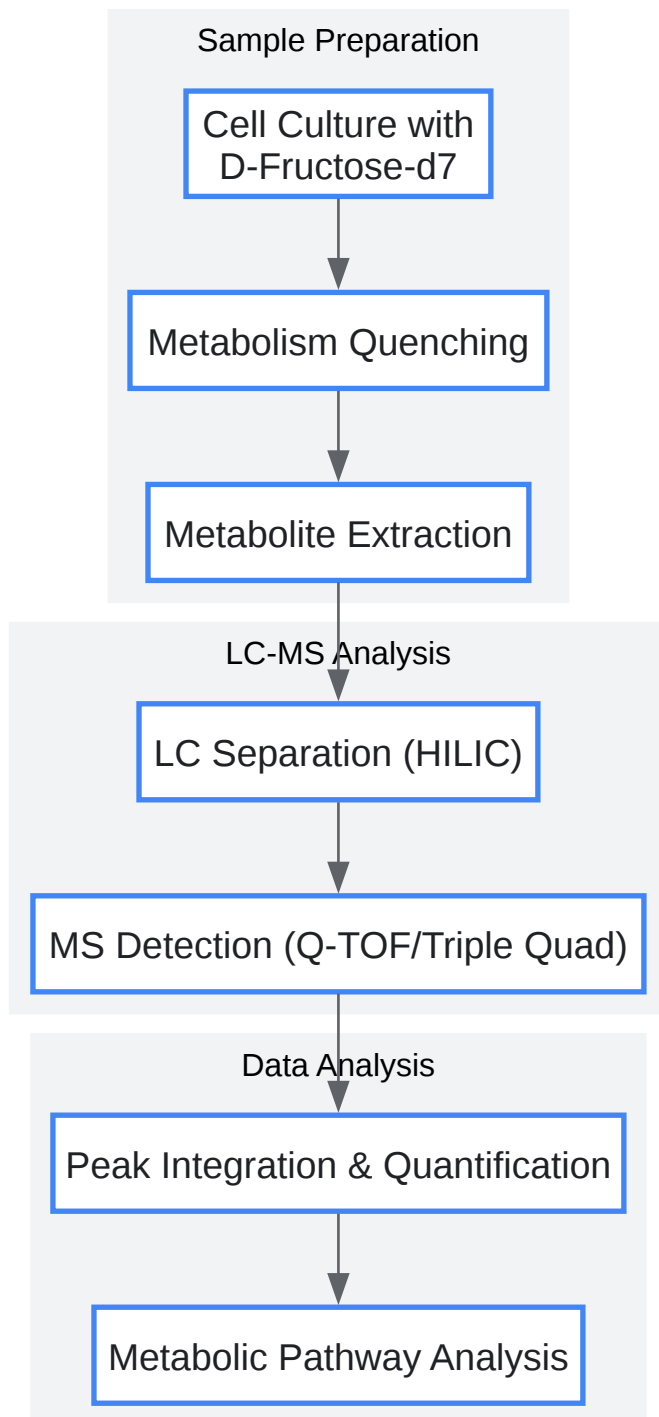 Sample Preparation
Cell Culture with
D-Fructose-d7
Metabolism Quenching
Metabolite Extraction
LC-MS Analysis
LC Separation (HILIC)
MS Detection (Q-TOF/Triple Quad)
Data Analysis
Peak Integration & Quantification
Metabolic Pathway Analysis